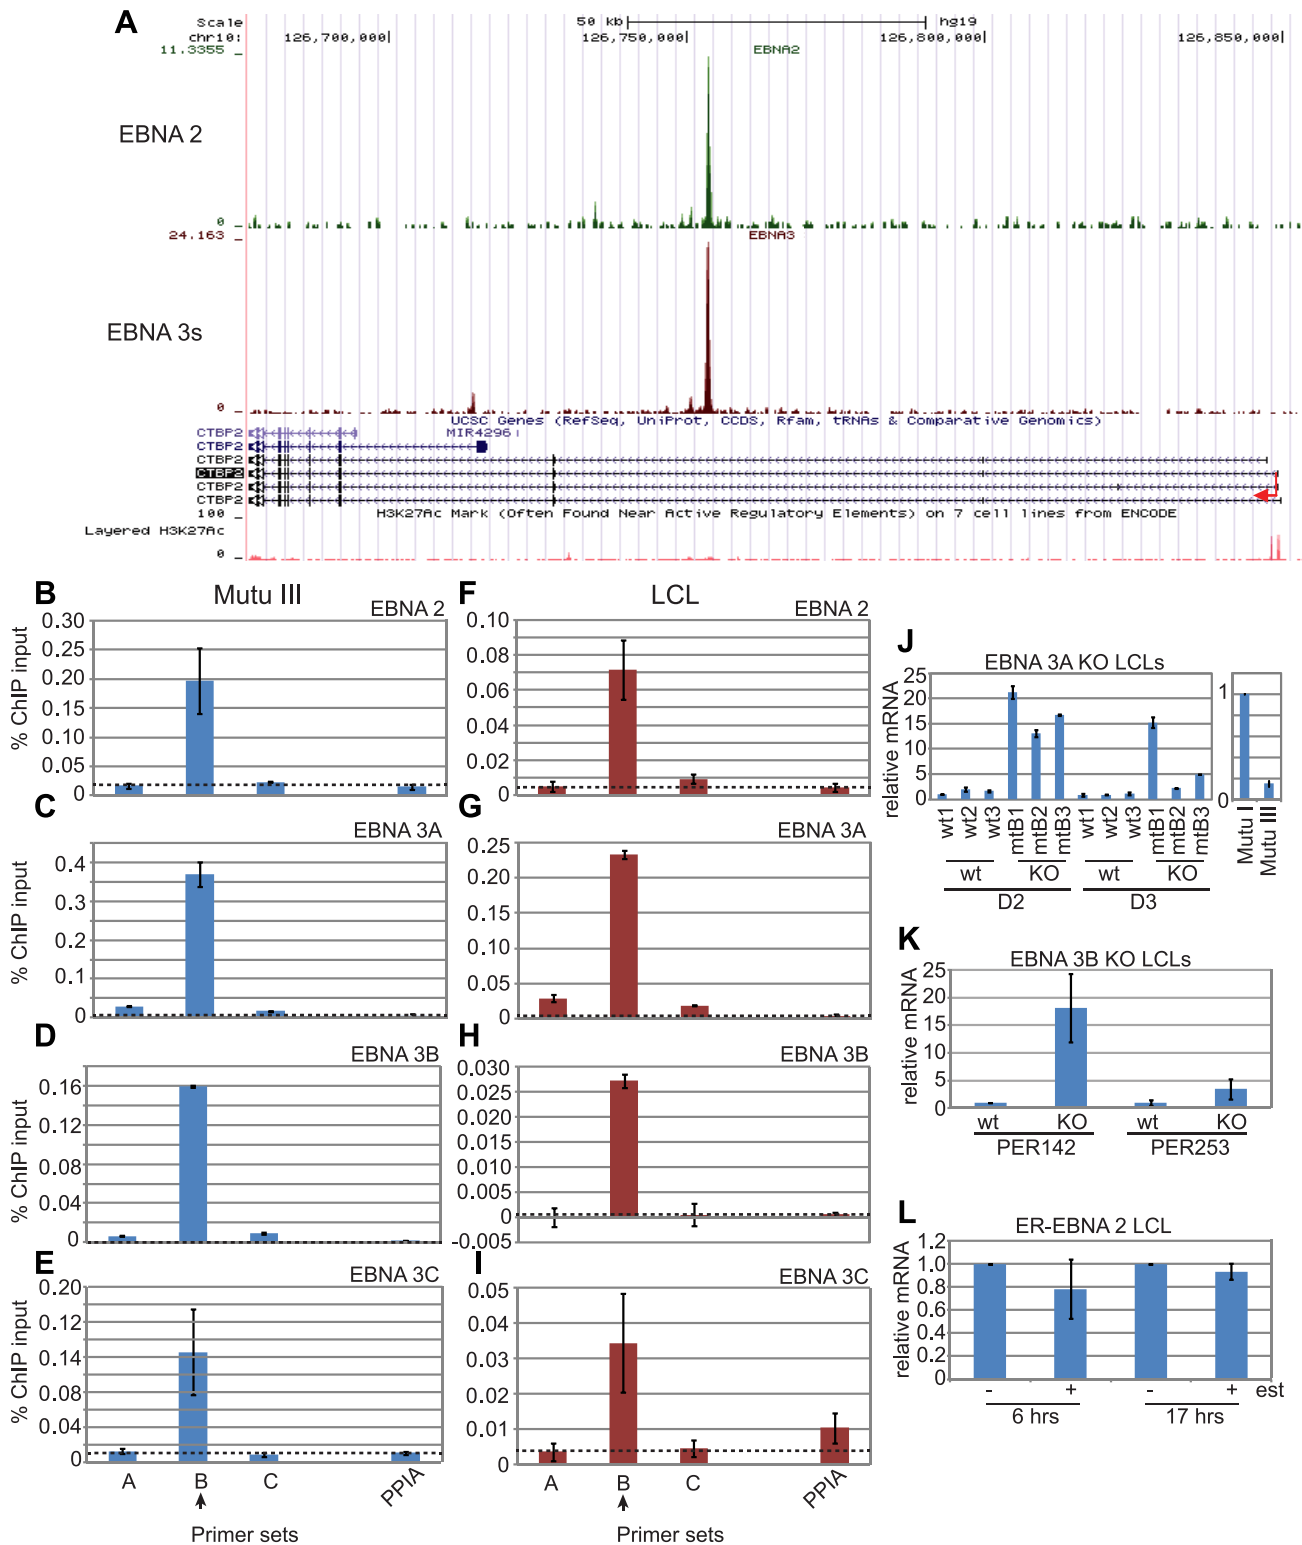 A
Scale 50 kb hg19
chr10: 126,700,000 126,750,000 126,800,000 126,850,000
11.3355 _ EBNA2
EBNA 2
0 _
24.163 _ EBNA3
EBNA 3s
0 _
UCSC Genes (RefSeq, UniProt, CCDS, Rfam, tRNAs & Comparative Genomics)
CTBP2 MIR4296
CTBP2
CTBP2
CTBP2
CTBP2
CTBP2
100 _ H3K27Ac Mark (Often Found Near Active Regulatory Elements) on 7 cell lines from ENCODE
Layered H3K27Ac
0 _
B Mutu III
EBNA 2
% ChIP input
0.30
0.25
0.20
0.15
0.10
0.05
0
C
EBNA 3A
% ChIP input
0.4
0.3
0.2
0.1
0
D
EBNA 3B
% ChIP input
0.16
0.12
0.08
0.04
0
E
EBNA 3C
% ChIP input
0.20
0.12
0.14
0.08
0.04
0
A B C PPIA
Primer sets
F LCL
EBNA 2
0.10
0.08
0.06
0.04
0.02
0
G
EBNA 3A
0.25
0.20
0.15
0.10
0.05
0
H
EBNA 3B
0.030
0.025
0.020
0.015
0.010
0.005
0
-0.005
I
EBNA 3C
0.05
0.04
0.03
0.02
0.01
0
A B C PPIA
Primer sets
J
EBNA 3A KO LCLs
relative mRNA
25
20
15
10
5
0
wt1 wt2 wt3 mtB1 mtB2 mtB3 wt1 wt2 wt3 mtB1 mtB2 mtB3
wt KO wt KO
D2 D3
1
0
Mutu I Mutu III
K
EBNA 3B KO LCLs
relative mRNA
25
20
15
10
5
0
wt KO wt KO
PER142 PER253
L
ER-EBNA 2 LCL
relative mRNA
1.2
1.0
0.8
0.6
0.4
0.2
0
- + - + est
6 hrs 17 hrs